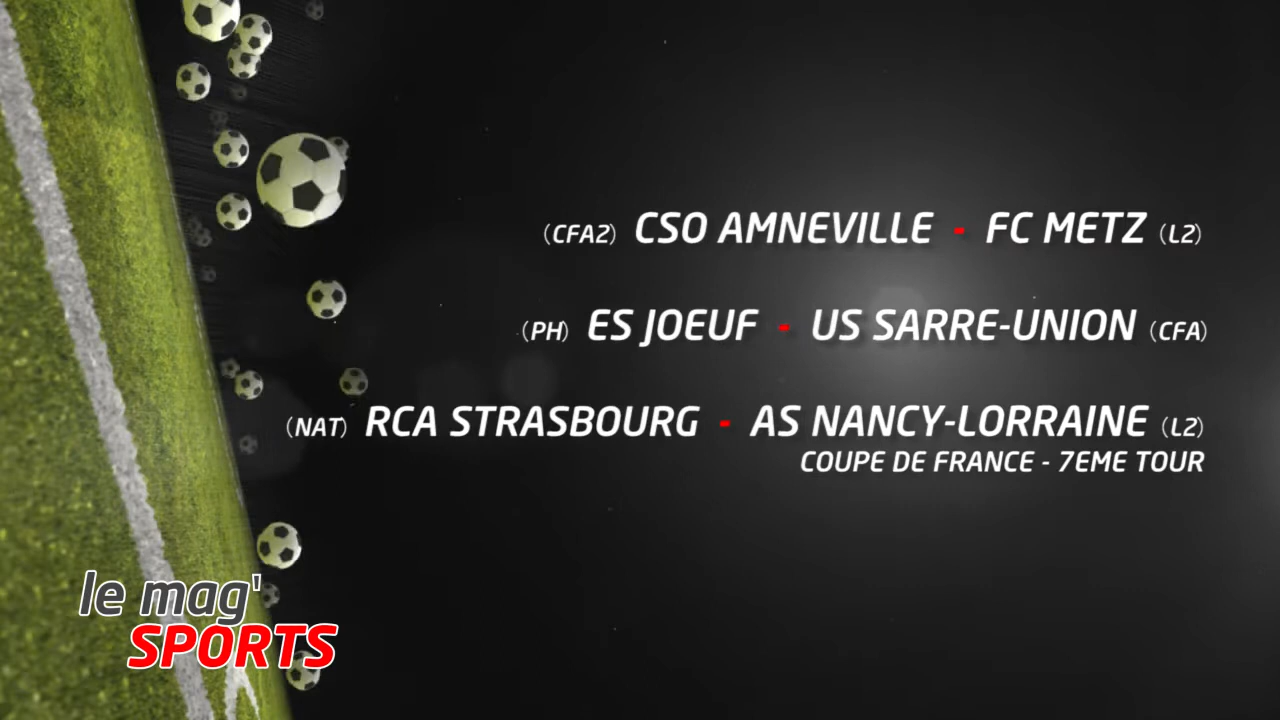 (CFA2) CSO AMNEVILLE - FC METZ (L2)
(PH) ES JOEUF - US SARRE-UNION (CFA)
(NAT) RCA STRASBOURG - AS NANCY-LORRAINE (L2)
COUPE DE FRANCE - 7EME TOUR
le mag'
SPORTS